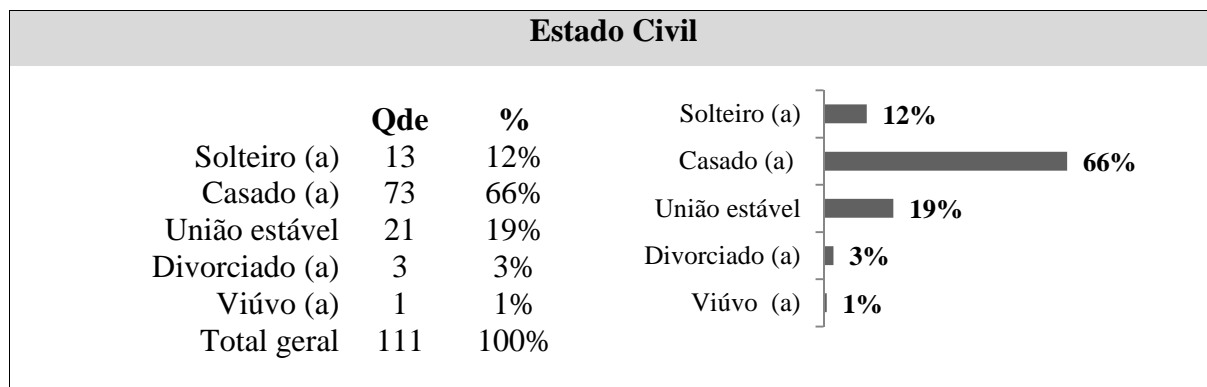 Estado Civil
Qde %
Solteiro (a) 13 12%
Casado (a) 73 66%
União estável 21 19%
Divorciado (a) 3 3%
Viúvo (a) 1 1%
Total geral 111 100%
Solteiro (a) 12%
Casado (a) 66%
União estável 19%
Divorciado (a) 3%
Viúvo (a) 1%